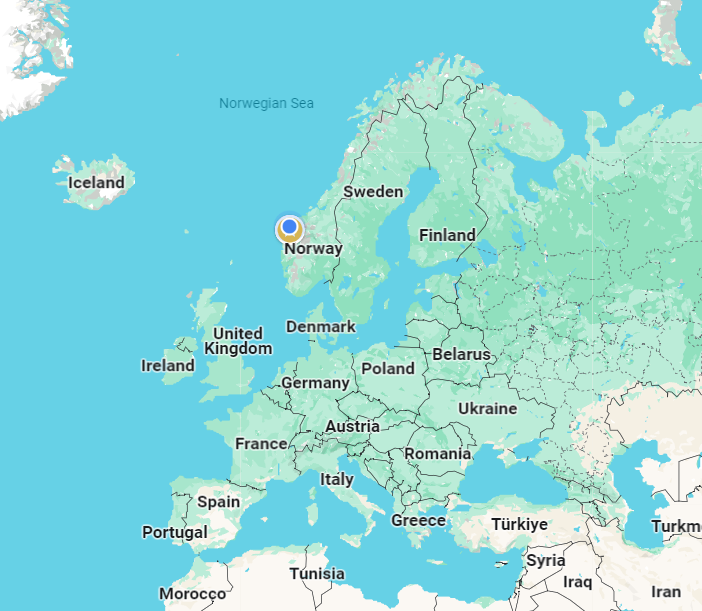 Norwegian Sea
Iceland
Sweden
Finland
Norway
Denmark
United
Kingdom
Ireland
Belarus
Poland
Germany
Ukraine
Austria
France
Romania
Italy
Spain
Greece
Türkiye
Portugal
Turkm
Syria
Tunisia
Iraq
Morocco
Iran